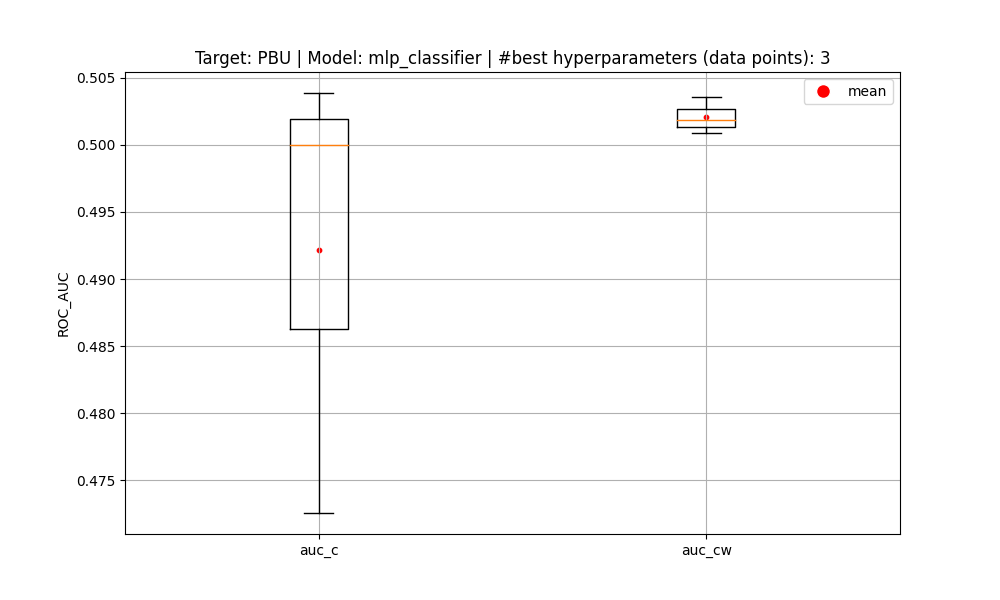 Target: PBU | Model: mlp_classifier | #best hyperparameters (data points): 3
mean
ROC_AUC
0.505
0.500
0.495
0.490
0.485
0.480
0.475
auc_c
auc_cw